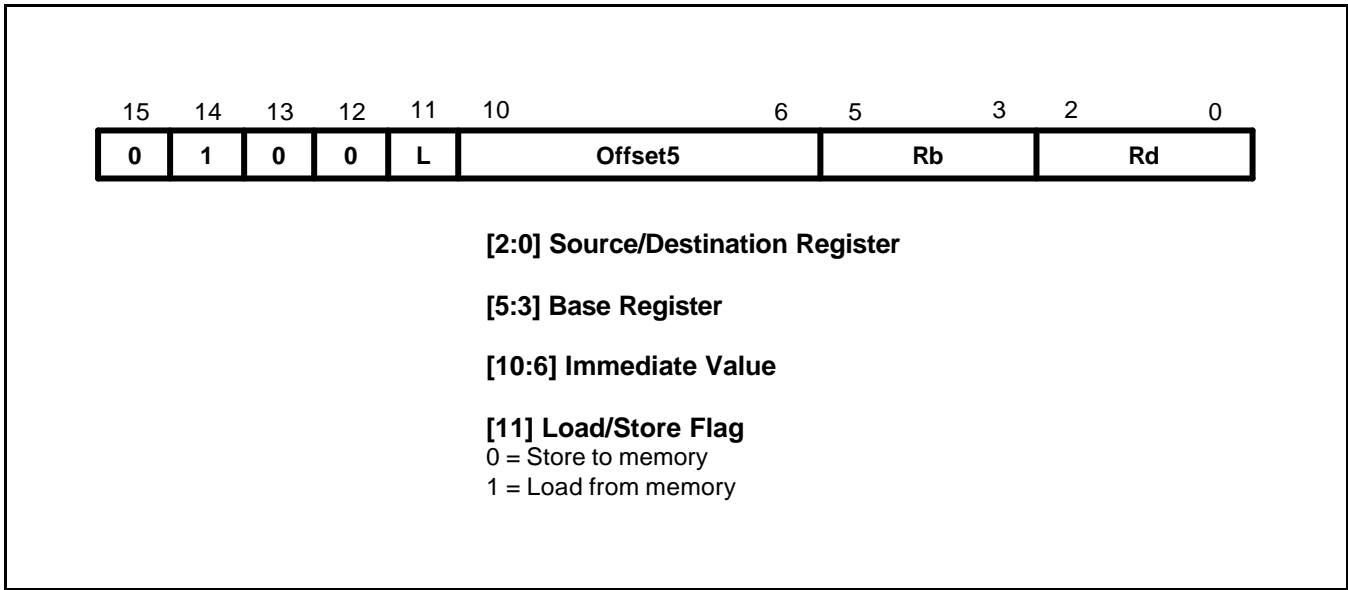 15 14 13 12 11 10 6 5 3 2 0
0 1 0 0 L Offset5 Rb Rd
[2:0] Source/Destination Register
[5:3] Base Register
[10:6] Immediate Value
[11] Load/Store Flag
0 = Store to memory
1 = Load from memory